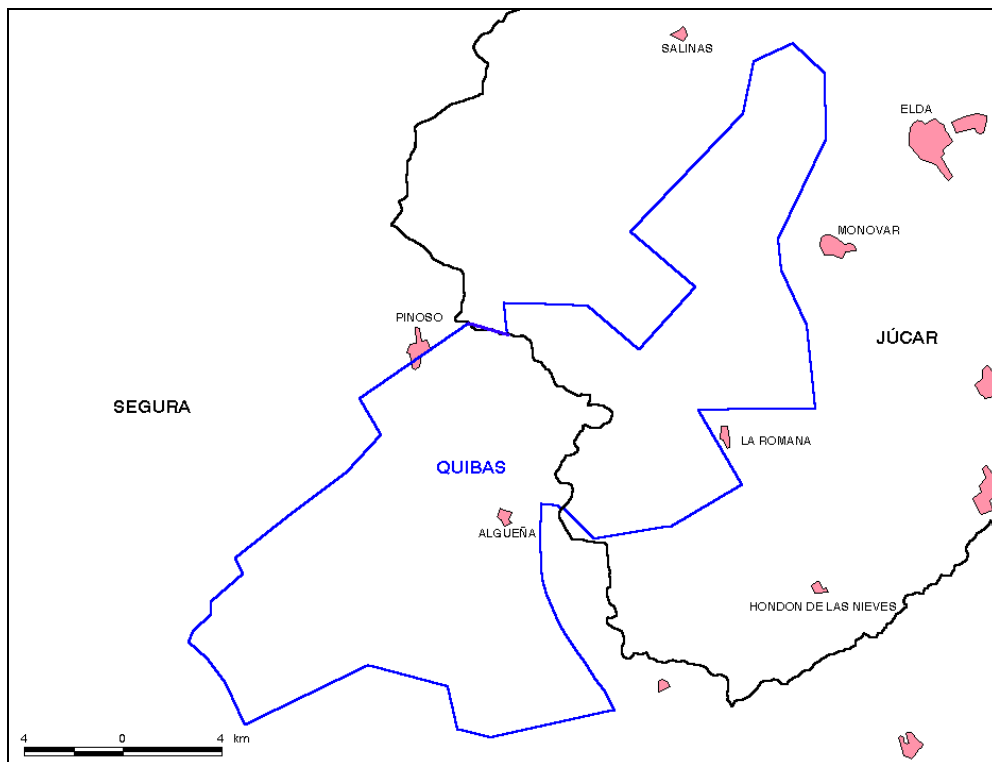 SALINAS
ELDA
MONOVAR
PINOSO
JÚCAR
SEGURA
LA ROMANA
QUIBAS
ALGUEÑA
HONDON DE LAS NIEVES
4 0 4 km